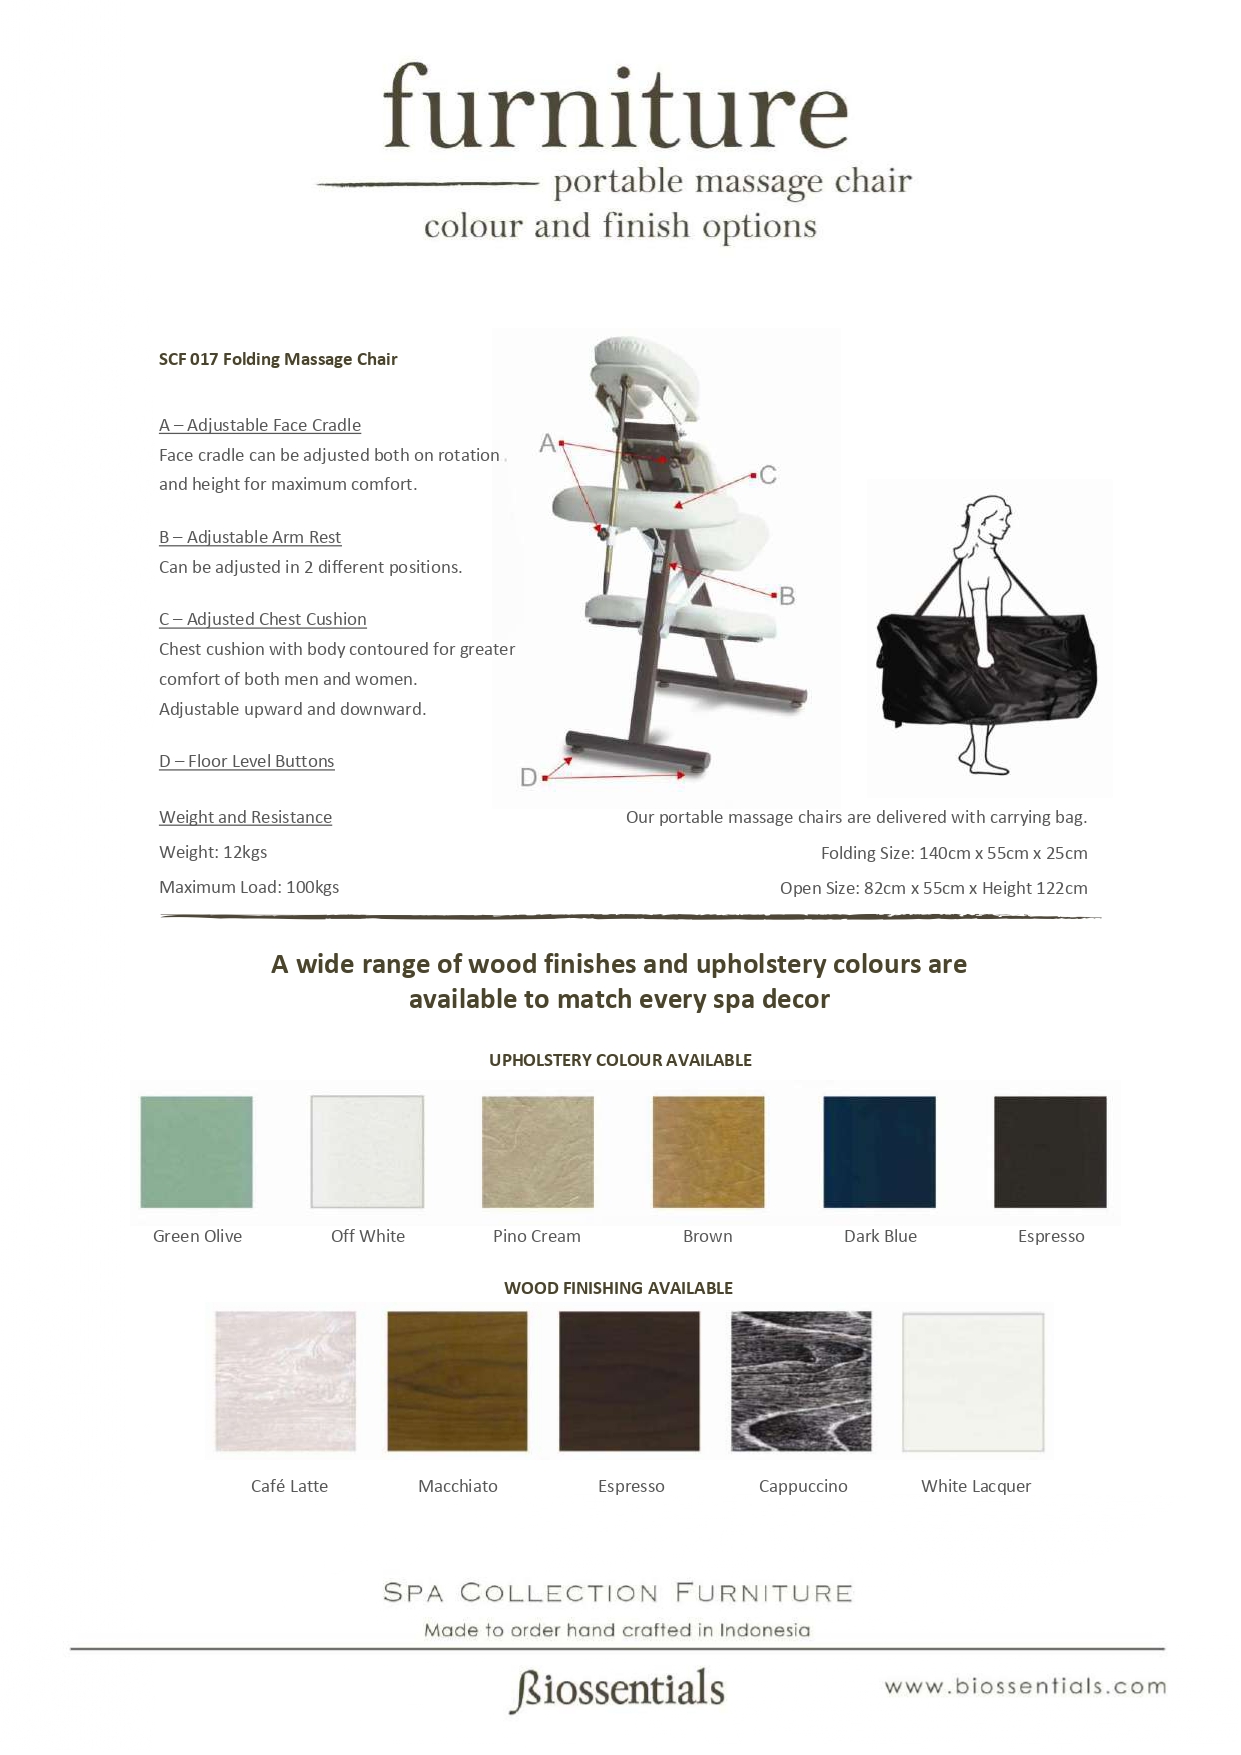 furniture
portable massage chair
colour and finish options
SCF 017 Folding Massage Chair
A – Adjustable Face Cradle
Face cradle can be adjusted both on rotation
and height for maximum comfort.
B – Adjustable Arm Rest
Can be adjusted in 2 different positions.
C – Adjusted Chest Cushion
Chest cushion with body contoured for greater
comfort of both men and women.
Adjustable upward and downward.
D – Floor Level Buttons
A
C
B
D
Weight and Resistance
Weight: 12kgs
Maximum Load: 100kgs
Our portable massage chairs are delivered with carrying bag.
Folding Size: 140cm x 55cm x 25cm
Open Size: 82cm x 55cm x Height 122cm
A wide range of wood finishes and upholstery colours are
available to match every spa decor
UPHOLSTERY COLOUR AVAILABLE
Green Olive Off White Pino Cream Brown Dark Blue Espresso
WOOD FINISHING AVAILABLE
Café Latte Macchiato Espresso Cappuccino White Lacquer
Spa Collection Furniture
Made to order hand crafted in Indonesia
ßiossentials
www.biossentials.com